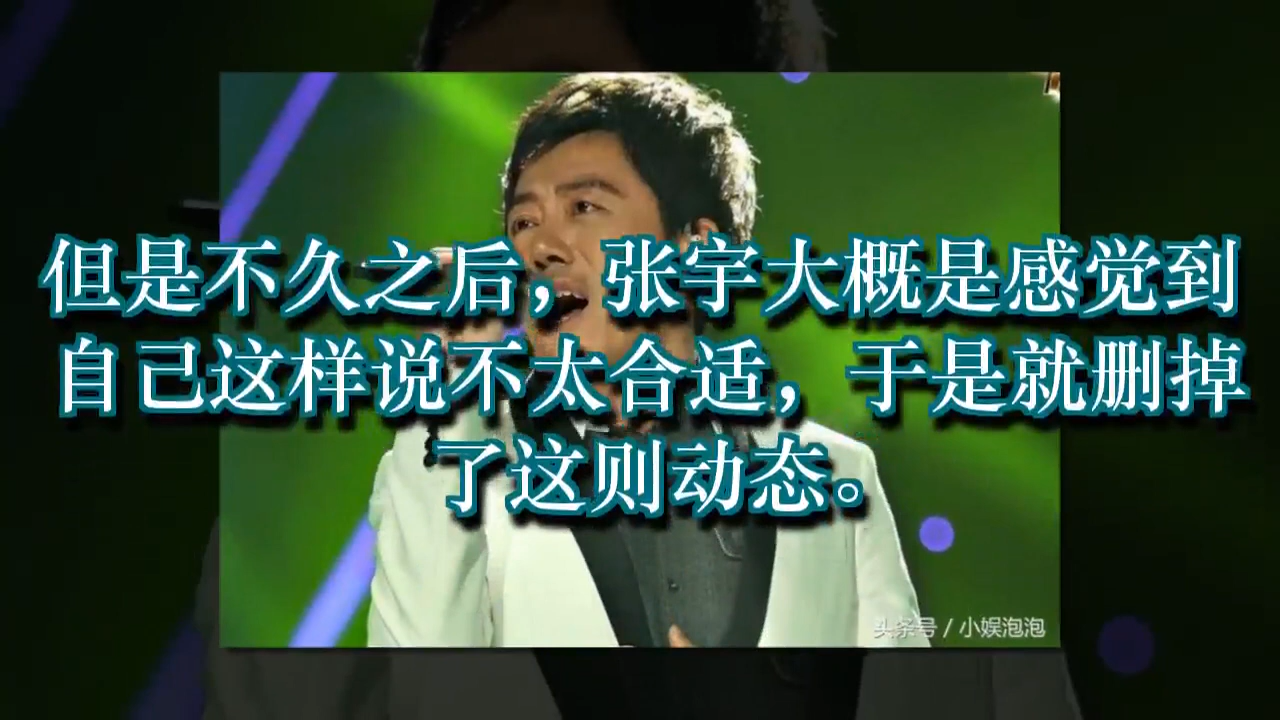 但是不久之后，张宇大概是感觉到
自己这样说不太合适，于是就删掉
了这则动态。
头条号 / 小娱泡泡